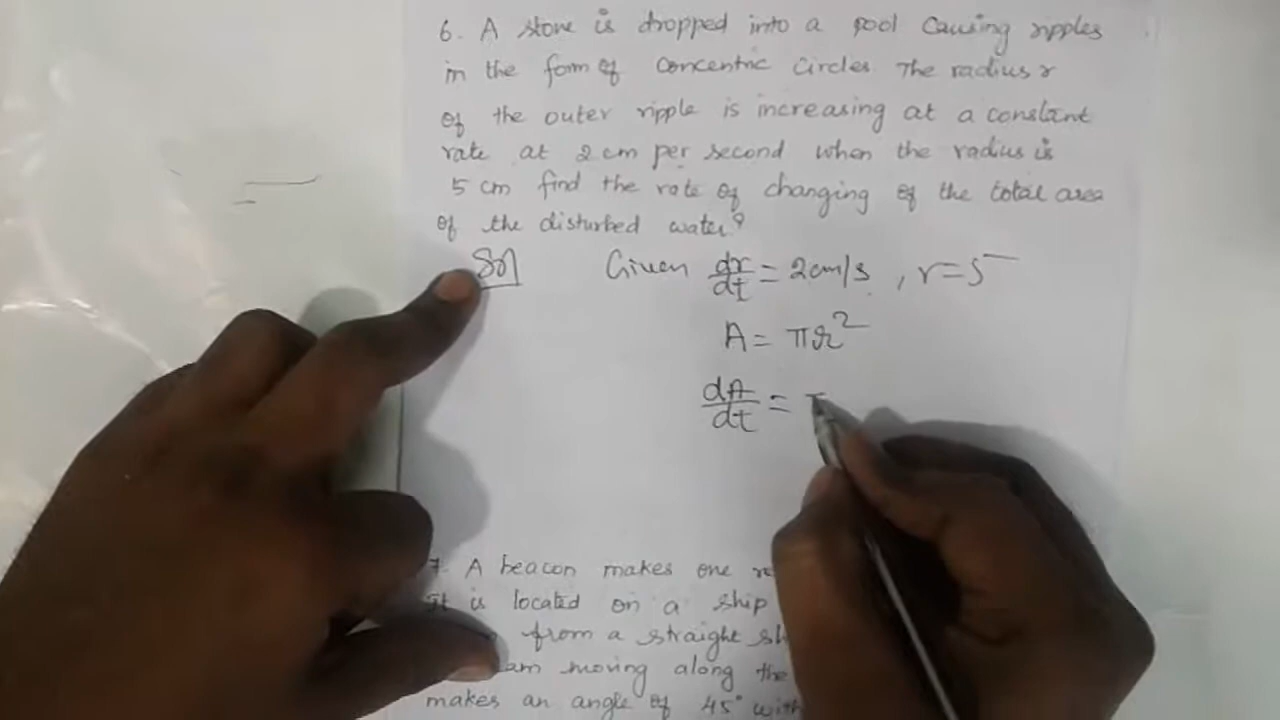 6. A stone is dropped into a pool causing ripples
in the form of concentric circles. The radius r
of the outer ripple is increasing at a constant
rate at 2 cm per second when the radius is
5 cm find the rate of changing of the total area
of the disturbed water?
Sol Given dr/dt = 2cm/s , r=5
A = πr²
dA/dt = π
7. A beacon makes one
it is located on a ship
from a straight
moving along the
makes an angle of 45° with